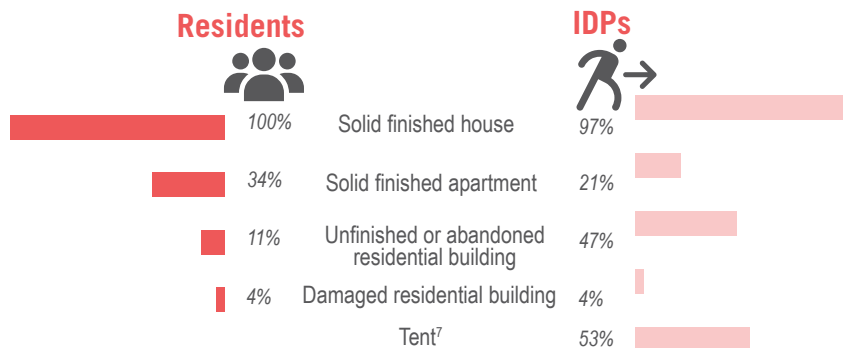 Residents
IDPs
100% Solid finished house 97%
34% Solid finished apartment 21%
11% Unfinished or abandoned residential building 47%
4% Damaged residential building 4%
Tent⁷ 53%